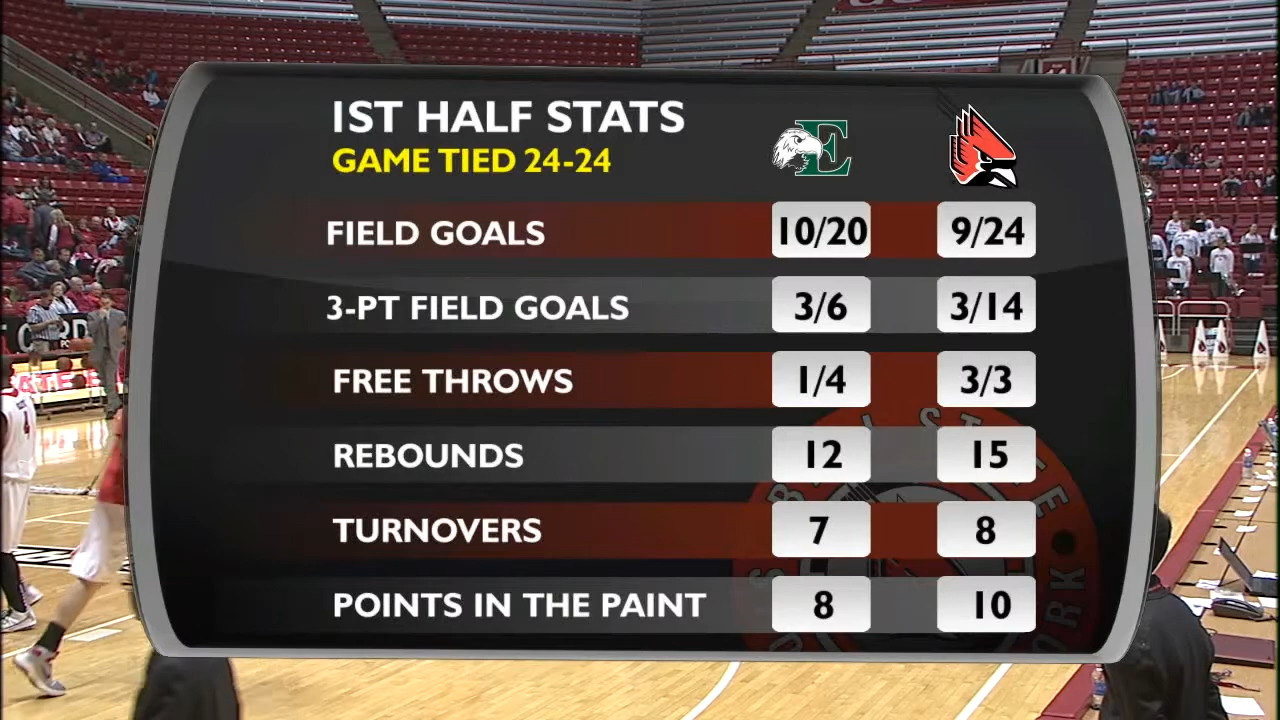 1ST HALF STATS
GAME TIED 24-24
E
FIELD GOALS 10/20 9/24
3-PT FIELD GOALS 3/6 3/14
FREE THROWS 1/4 3/3
REBOUNDS 12 15
TURNOVERS 7 8
POINTS IN THE PAINT 8 10